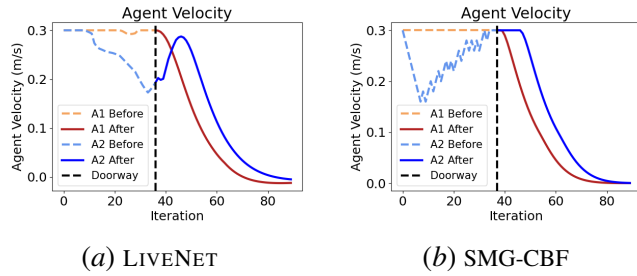 Agent Velocity
Agent Velocity (m/s)
0.3
0.2
0.1
0.0
A1 Before
A1 After
A2 Before
A2 After
Doorway
0 20 40 60 80
Iteration
(a) LIVENET
Agent Velocity
Agent Velocity (m/s)
0.3
0.2
0.1
0.0
A1 Before
A1 After
A2 Before
A2 After
Doorway
0 20 40 60 80
Iteration
(b) SMG-CBF